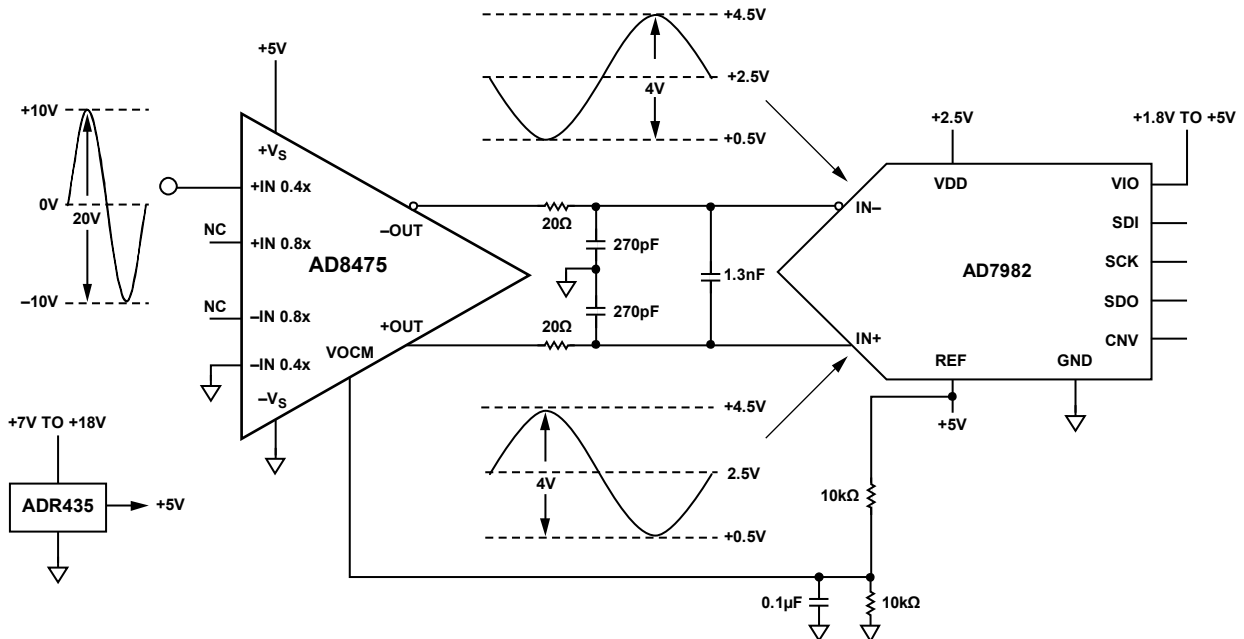 +5V
+10V
0V
20V
–10V
+VS
+IN 0.4x
NC
+IN 0.8x
AD8475
NC
–IN 0.8x
–IN 0.4x
–VS
–OUT
+OUT
VOCM
+7V TO +18V
ADR435
+5V
+4.5V
+2.5V
4V
+0.5V
20Ω
270pF
1.3nF
270pF
20Ω
+4.5V
2.5V
4V
+0.5V
+2.5V
+1.8V TO +5V
VDD
VIO
IN–
SDI
AD7982
SCK
SDO
IN+
CNV
REF
GND
+5V
10kΩ
0.1µF
10kΩ